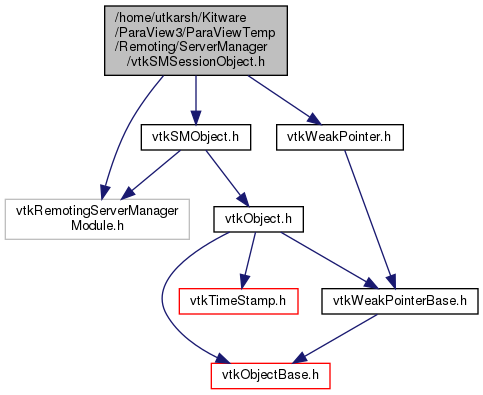 /home/utkarsh/Kitware
/ParaView3/ParaViewTemp
/Remoting/ServerManager
/vtkSMSessionObject.h
vtkSMObject.h
vtkWeakPointer.h
vtkRemotingServerManager
Module.h
vtkObject.h
vtkTimeStamp.h
vtkWeakPointerBase.h
vtkObjectBase.h